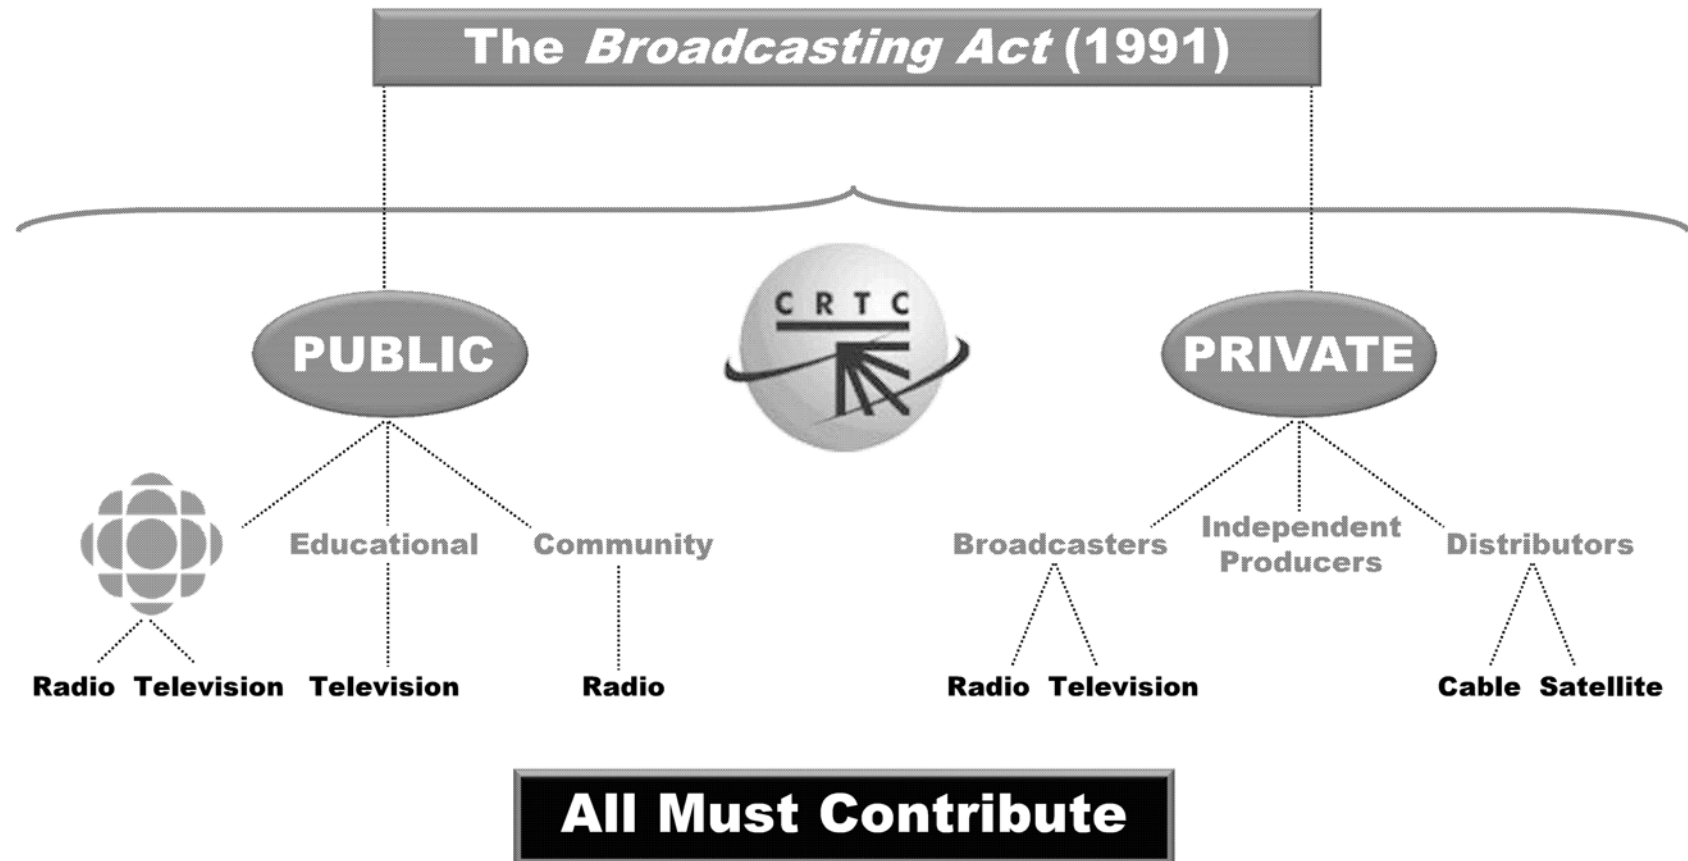 The Broadcasting Act (1991)
C R T C
PUBLIC
PRIVATE
Educational
Community
Broadcasters
Independent
Producers
Distributors
Radio Television Television Radio Radio Television Cable Satellite
All Must Contribute